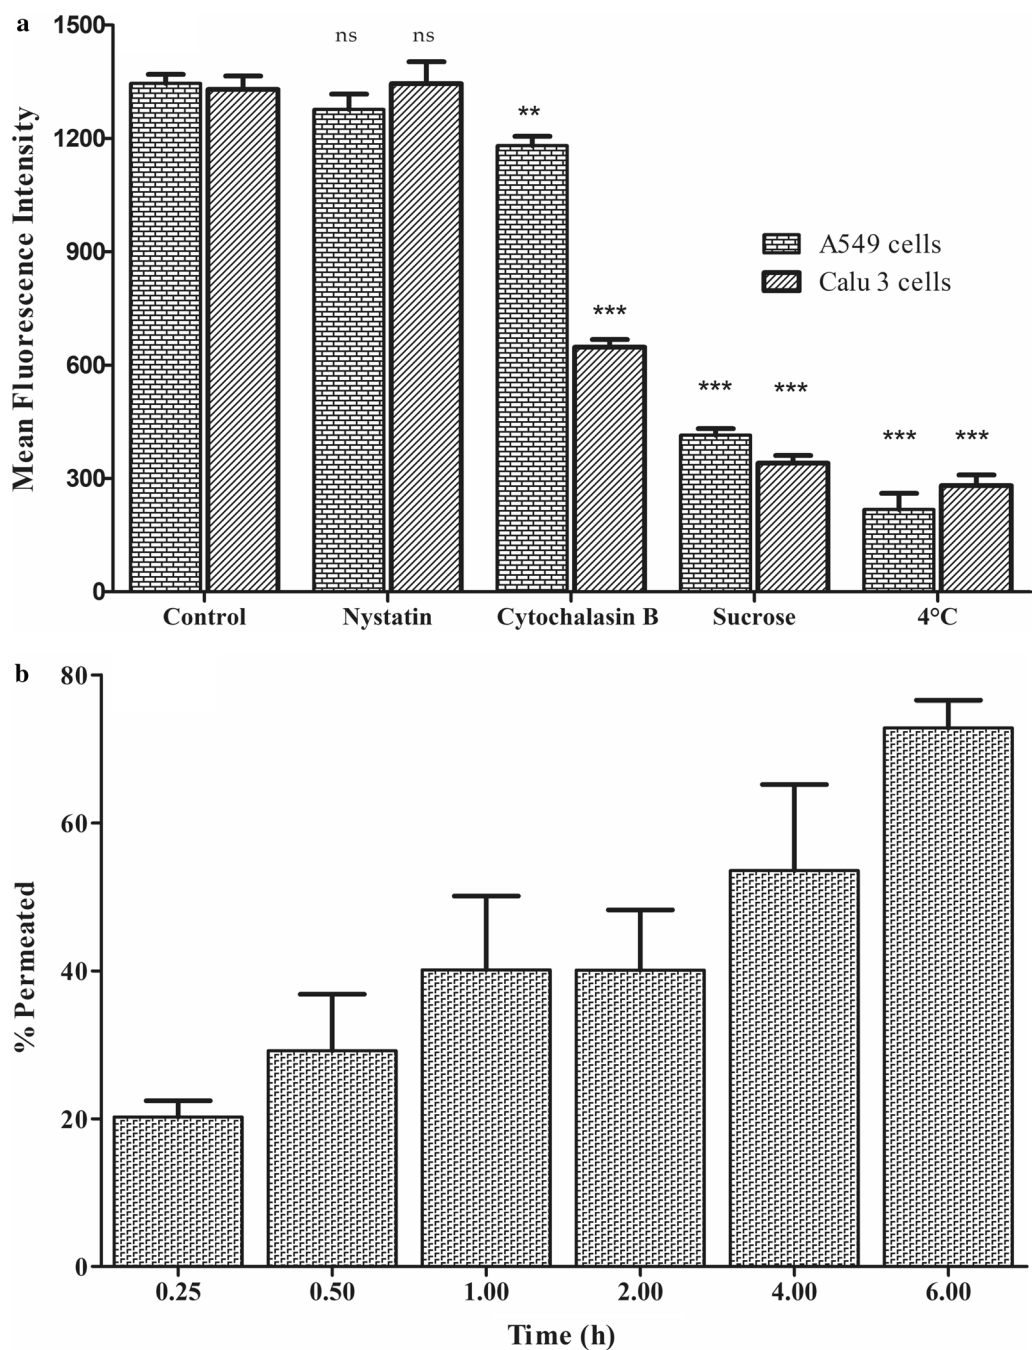 a
Mean Fluorescence Intensity
1500
1200
900
600
300
0
ns
ns
**
***
***
***
***
***
A549 cells
Calu 3 cells
Control
Nystatin
Cytochalasin B
Sucrose
4°C
b
% Permeated
80
60
40
20
0
0.25
0.50
1.00
2.00
4.00
6.00
Time (h)